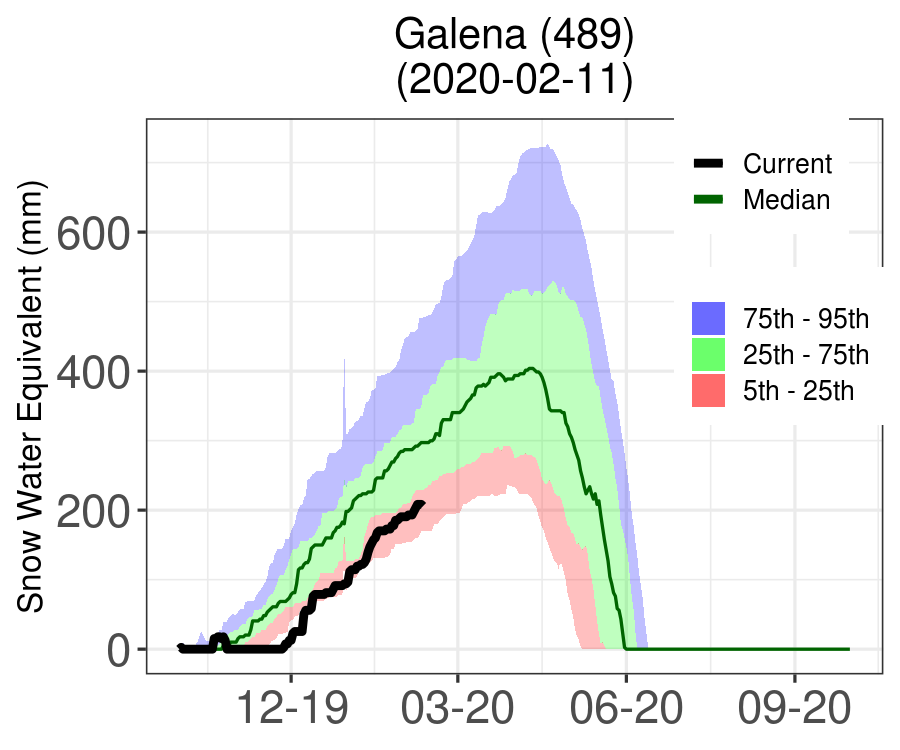 Galena (489)
(2020-02-11)
Current
Median
75th - 95th
25th - 75th
5th - 25th
Snow Water Equivalent (mm)
600
400
200
0
12-19
03-20
06-20
09-20